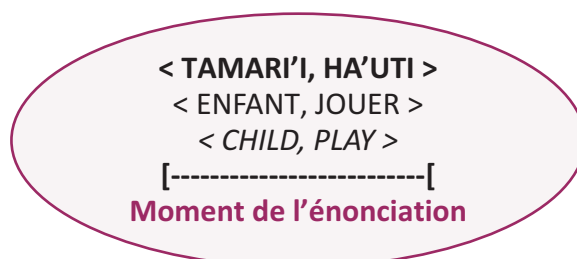 < TAMARI’I, HA’UTI >
< ENFANT, JOUER >
< CHILD, PLAY >
[--------------------------[
Moment de l’énonciation